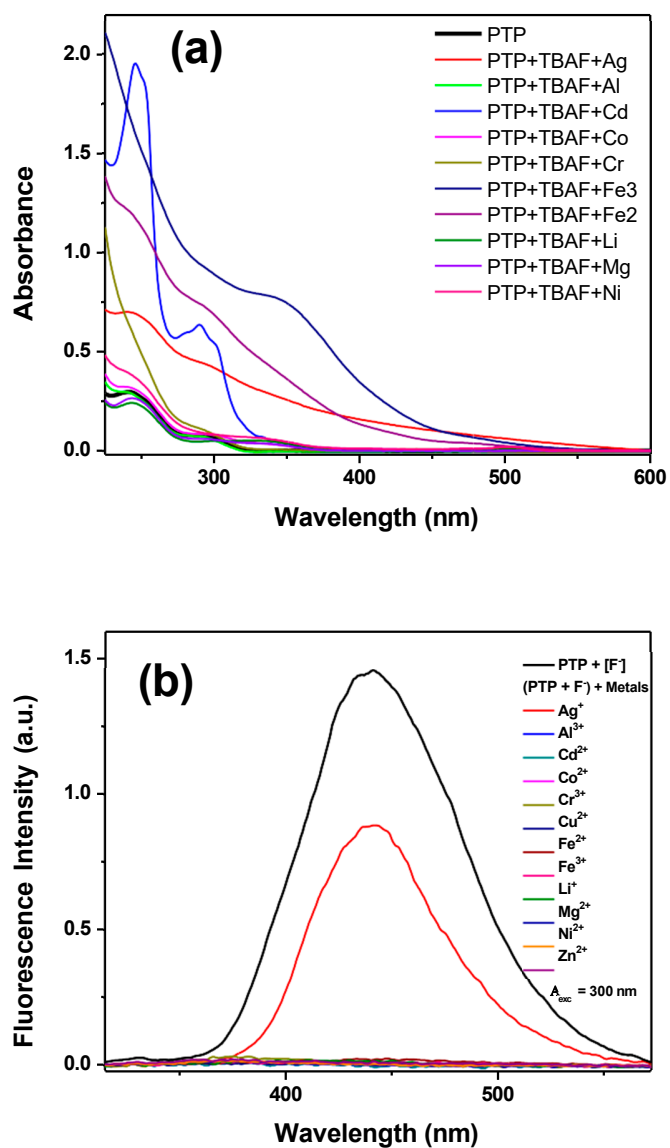 (a)
PTP
PTP+TBAF+Ag
PTP+TBAF+Al
PTP+TBAF+Cd
PTP+TBAF+Co
PTP+TBAF+Cr
PTP+TBAF+Fe3
PTP+TBAF+Fe2
PTP+TBAF+Li
PTP+TBAF+Mg
PTP+TBAF+Ni
Absorbance
2.0
1.5
1.0
0.5
0.0
300 400 500 600
Wavelength (nm)
(b)
PTP + [F⁻]
(PTP + F⁻) + Metals
Ag⁺
Al³⁺
Cd²⁺
Co²⁺
Cr³⁺
Cu²⁺
Fe²⁺
Fe³⁺
Li⁺
Mg²⁺
Ni²⁺
Zn²⁺
λexc = 300 nm
Fluorescence Intensity (a.u.)
1.5
1.0
0.5
0.0
400 500
Wavelength (nm)